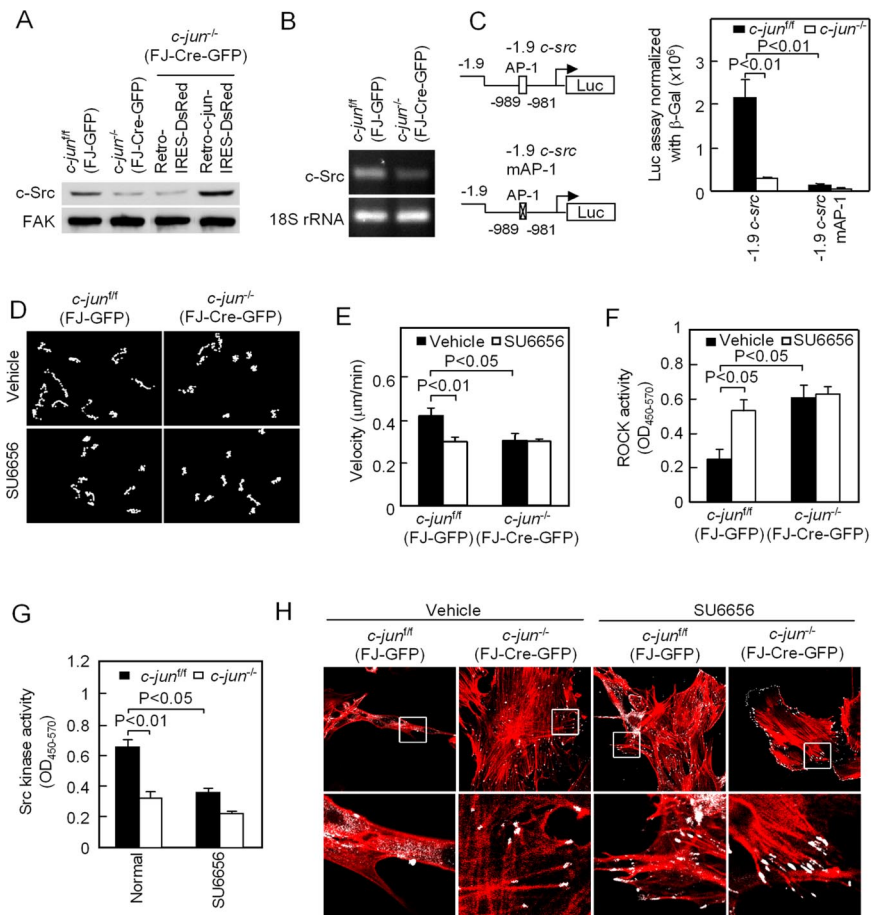 A
c-jun-/-
(FJ-Cre-GFP)
c-junf/f
(FJ-GFP)
c-jun-/-
(FJ-Cre-GFP)
Retro-
IRES-DsRed
Retro-c-jun-
IRES-DsRed
c-Src
FAK
B
c-junf/f
(FJ-GFP)
c-jun-/-
(FJ-Cre-GFP)
c-Src
18S rRNA
C
-1.9 c-src
-1.9
AP-1
Luc
-989 -981
-1.9 c-src
mAP-1
-1.9
AP-1
Luc
-989 -981
c-junf/f c-jun-/-
P<0.01
P<0.01
Luc assay normalized
with β-Gal (x10⁶)
3
2
1
0
-1.9 c-src
-1.9 c-src
mAP-1
D
c-junf/f
(FJ-GFP)
c-jun-/-
(FJ-Cre-GFP)
Vehicle
SU6656
E
Vehicle SU6656
P<0.05
P<0.01
Velocity (μm/min)
0.6
0.4
0.2
0
c-junf/f
(FJ-GFP)
c-jun-/-
(FJ-Cre-GFP)
F
Vehicle SU6656
P<0.05
P<0.05
ROCK activity
(OD450-570)
1
0.8
0.6
0.4
0.2
0
c-junf/f
(FJ-GFP)
c-jun-/-
(FJ-Cre-GFP)
G
c-junf/f c-jun-/-
P<0.05
P<0.01
Src kinase activity
(OD450-570)
1.2
1
0.8
0.6
0.4
0.2
0
Normal
SU6656
H
Vehicle SU6656
c-junf/f
(FJ-GFP)
c-jun-/-
(FJ-Cre-GFP)
c-junf/f
(FJ-GFP)
c-jun-/-
(FJ-Cre-GFP)